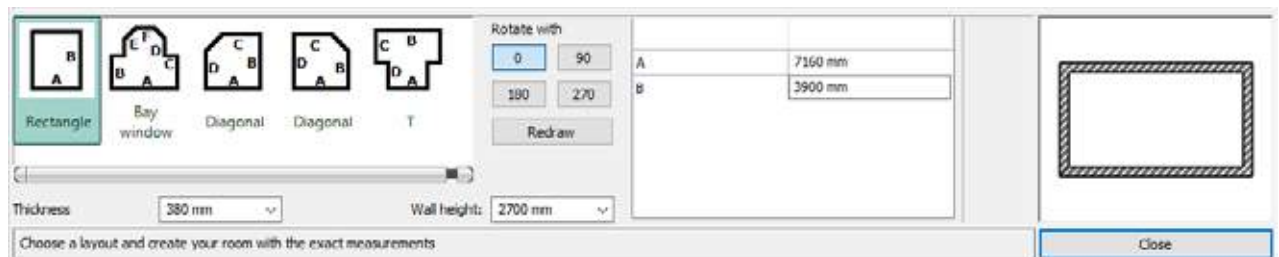 B
A
Rectangle
E F D C
B A
Bay
window
C
D B
A
Diagonal
C
D B
A
Diagonal
C B
D
A
T
Rotate with
0 90
180 270
Redraw
A 7160 mm
B 3900 mm
Thickness 380 mm Wall height: 2700 mm
Choose a layout and create your room with the exact measurements
Close